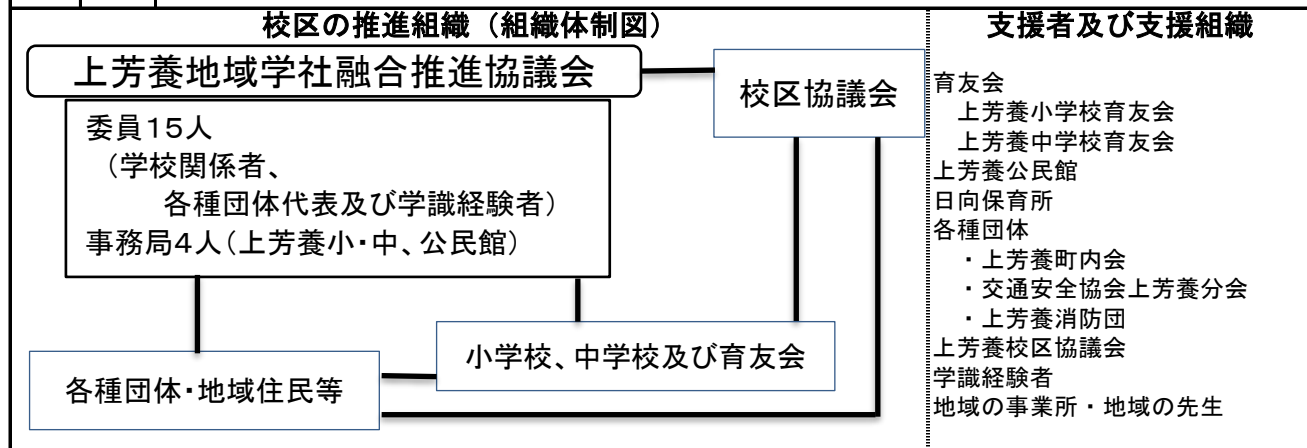 校区の推進組織（組織体制図）
上芳養地域学社融合推進協議会
委員１５人
（学校関係者、
各種団体代表及び学識経験者）
事務局４人（上芳養小・中、公民館）
校区協議会
小学校、中学校及び育友会
各種団体・地域住民等
支援者及び支援組織
育友会
上芳養小学校育友会
上芳養中学校育友会
上芳養公民館
日向保育所
各種団体
・上芳養町内会
・交通安全協会上芳養分会
・上芳養消防団
上芳養校区協議会
学識経験者
地域の事業所・地域の先生